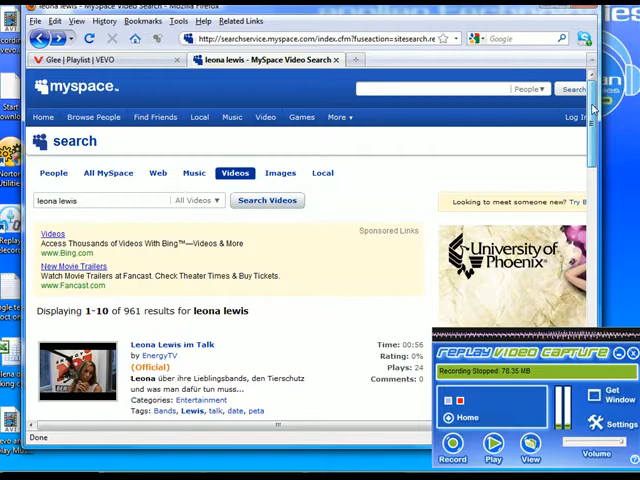 leona lewis - MySpace Video Search - Mozilla Firefox
File Edit View History Bookmarks Tools Help Related Links
http://searchservice.myspace.com/index.cfm?fuseaction=sitesearch.re
Google
Glee | Playlist | VEVO
leona lewis - MySpace Video Search
myspace
People
Search
Home Browse People Find Friends Local Music Video Games More
Log In
search
People All MySpace Web Music Videos Images Local
leona lewis
All Videos
Search Videos
Looking to meet someone new? Try B
Videos
Sponsored Links
Access Thousands of Videos With Bing™—Videos & More
www.Bing.com
New Movie Trailers
Watch Movie Trailers at Fancast. Check Theater Times & Buy Tickets.
www.Fancast.com
University of
Phoenix
Displaying 1-10 of 961 results for leona lewis
Leona Lewis im Talk
by EnergyTV
(Official)
Leona über ihre Lieblingsbands, den Tierschutz
und was man dafür tun muss...
Categories: Entertainment
Tags: Bands, Lewis, talk, date, peta
Time: 00:56
Rating: 0%
Plays: 24
Comments: 0
Done
REPLAY VIDEO CAPTURE
Recording Stopped: 78.35 MB
Home
Get
Window
Settings
Record
Play
View
Volume
Start
Norton
Utilities
Replay